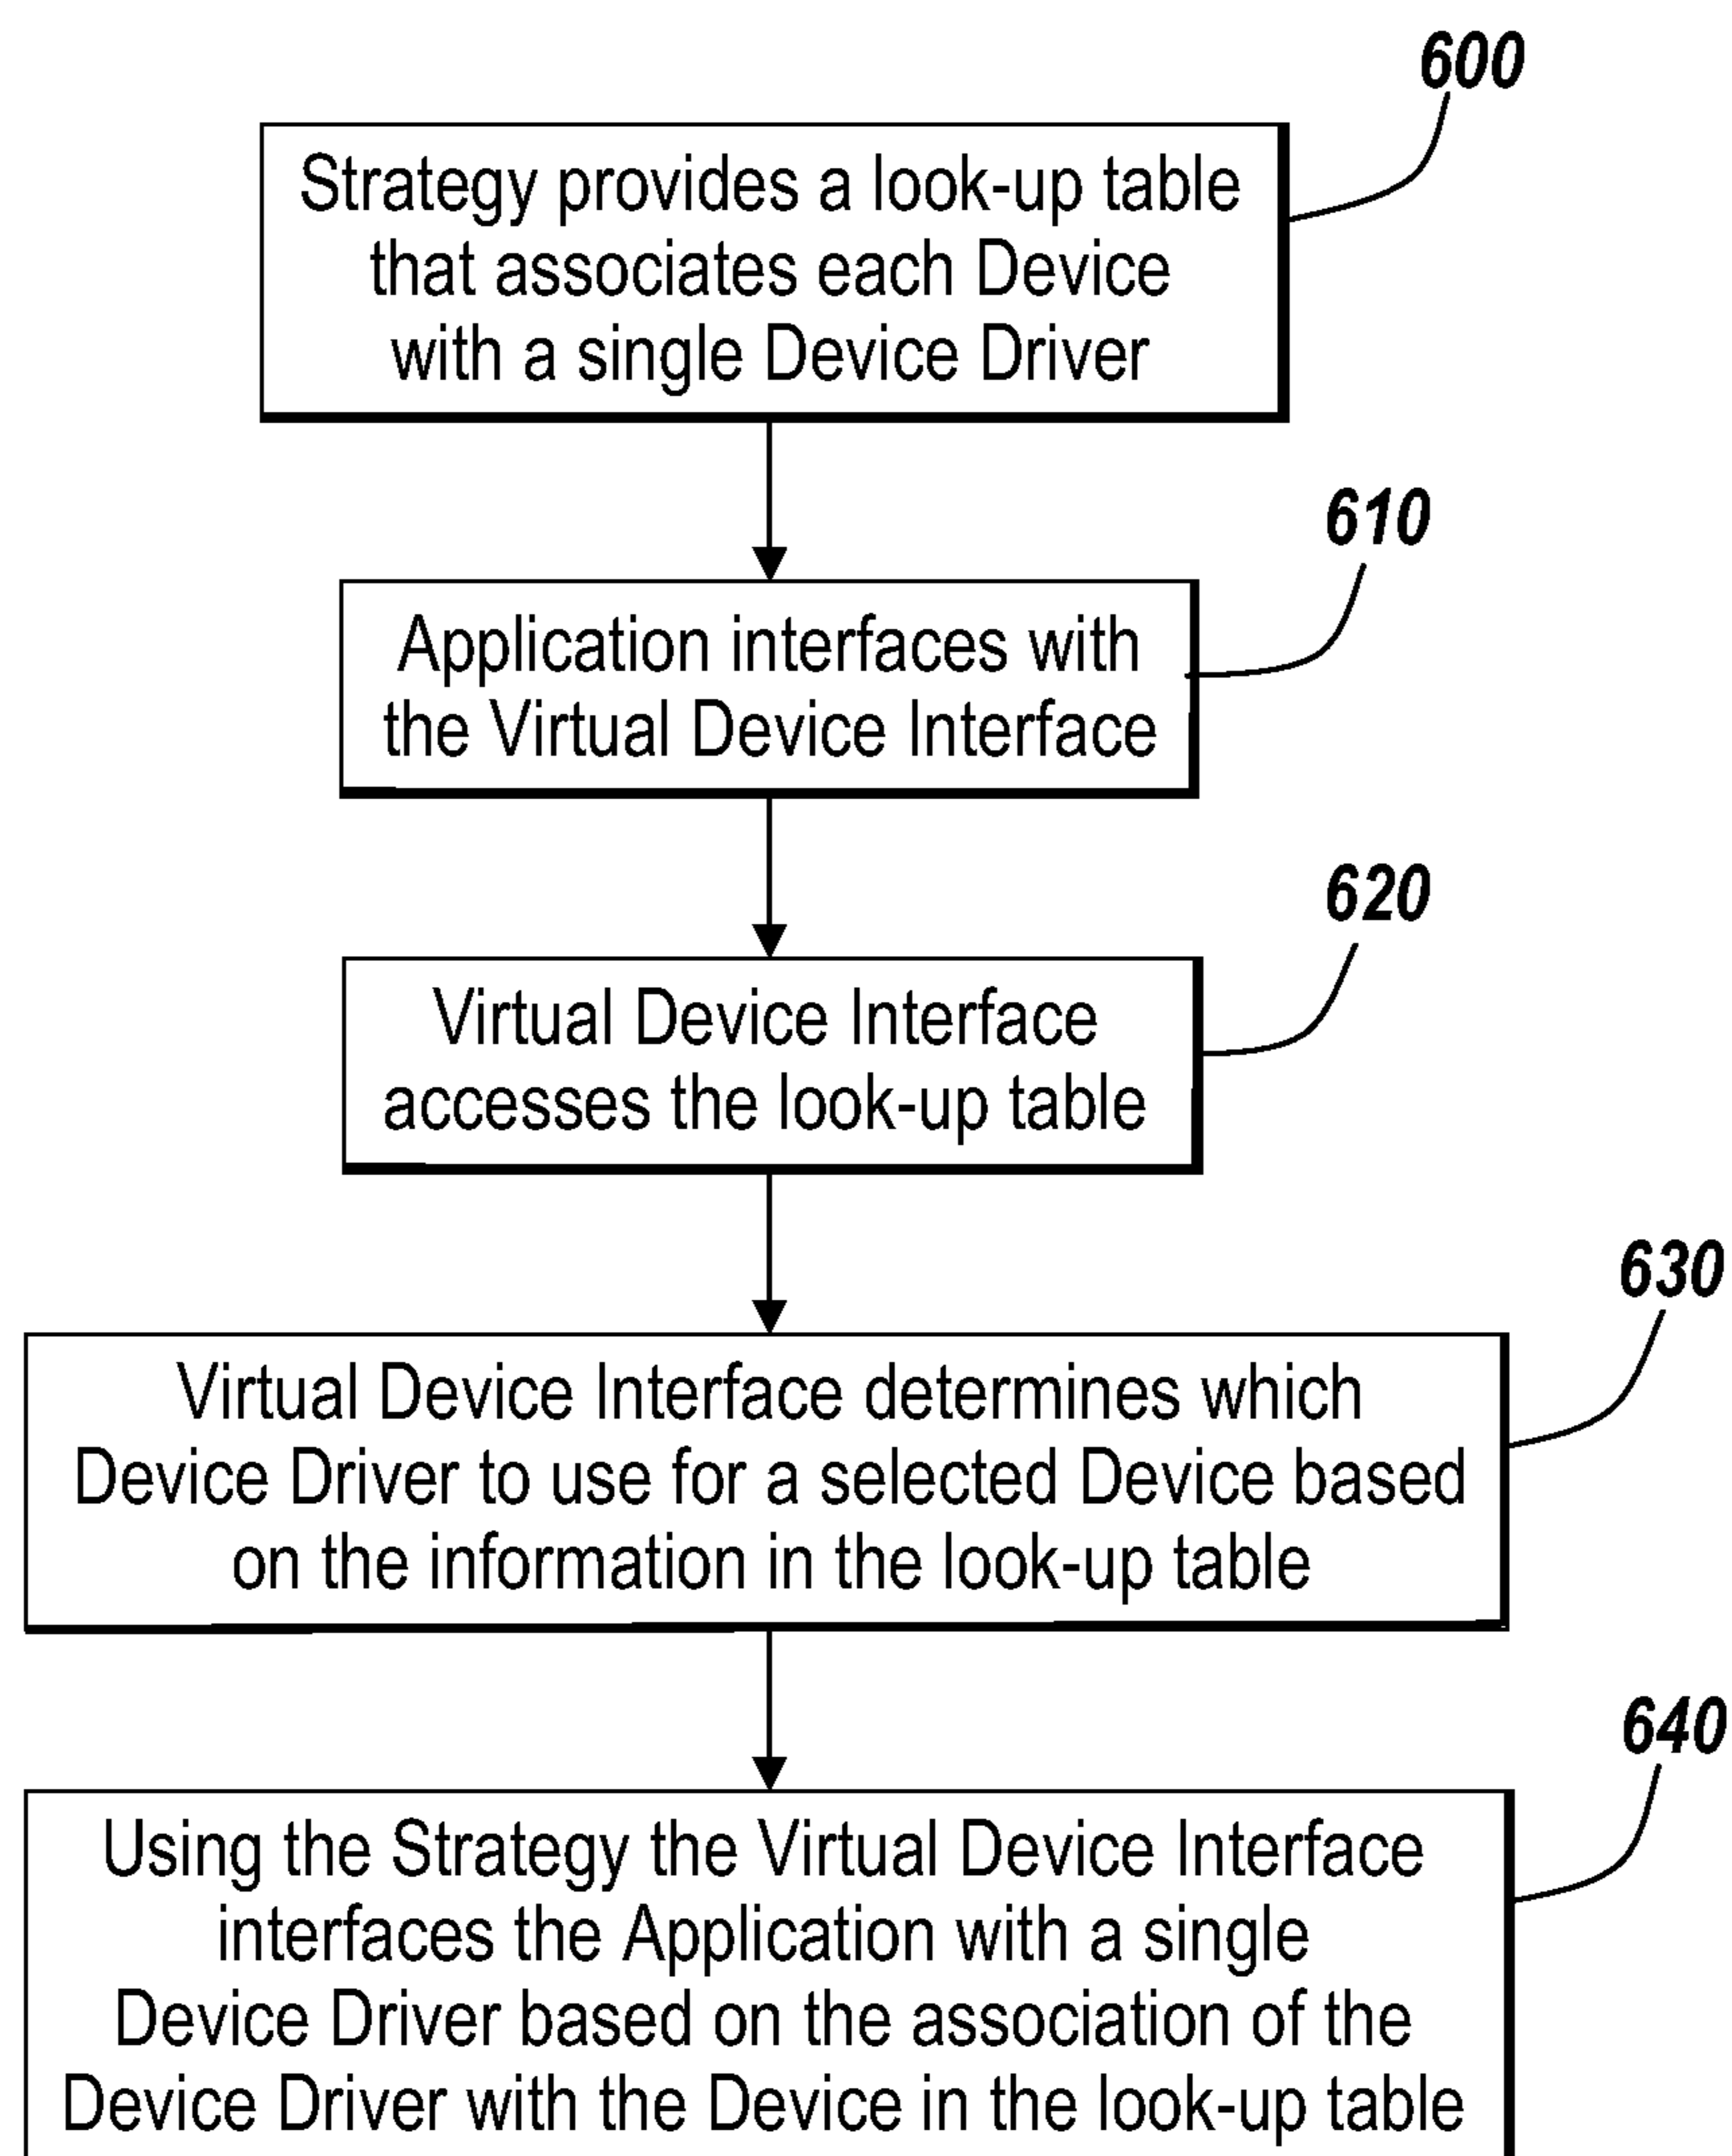 600
Strategy provides a look-up table
that associates each Device
with a single Device Driver
610
Application interfaces with
the Virtual Device Interface
620
Virtual Device Interface
accesses the look-up table
630
Virtual Device Interface determines which
Device Driver to use for a selected Device based
on the information in the look-up table
640
Using the Strategy the Virtual Device Interface
interfaces the Application with a single
Device Driver based on the association of the
Device Driver with the Device in the look-up table